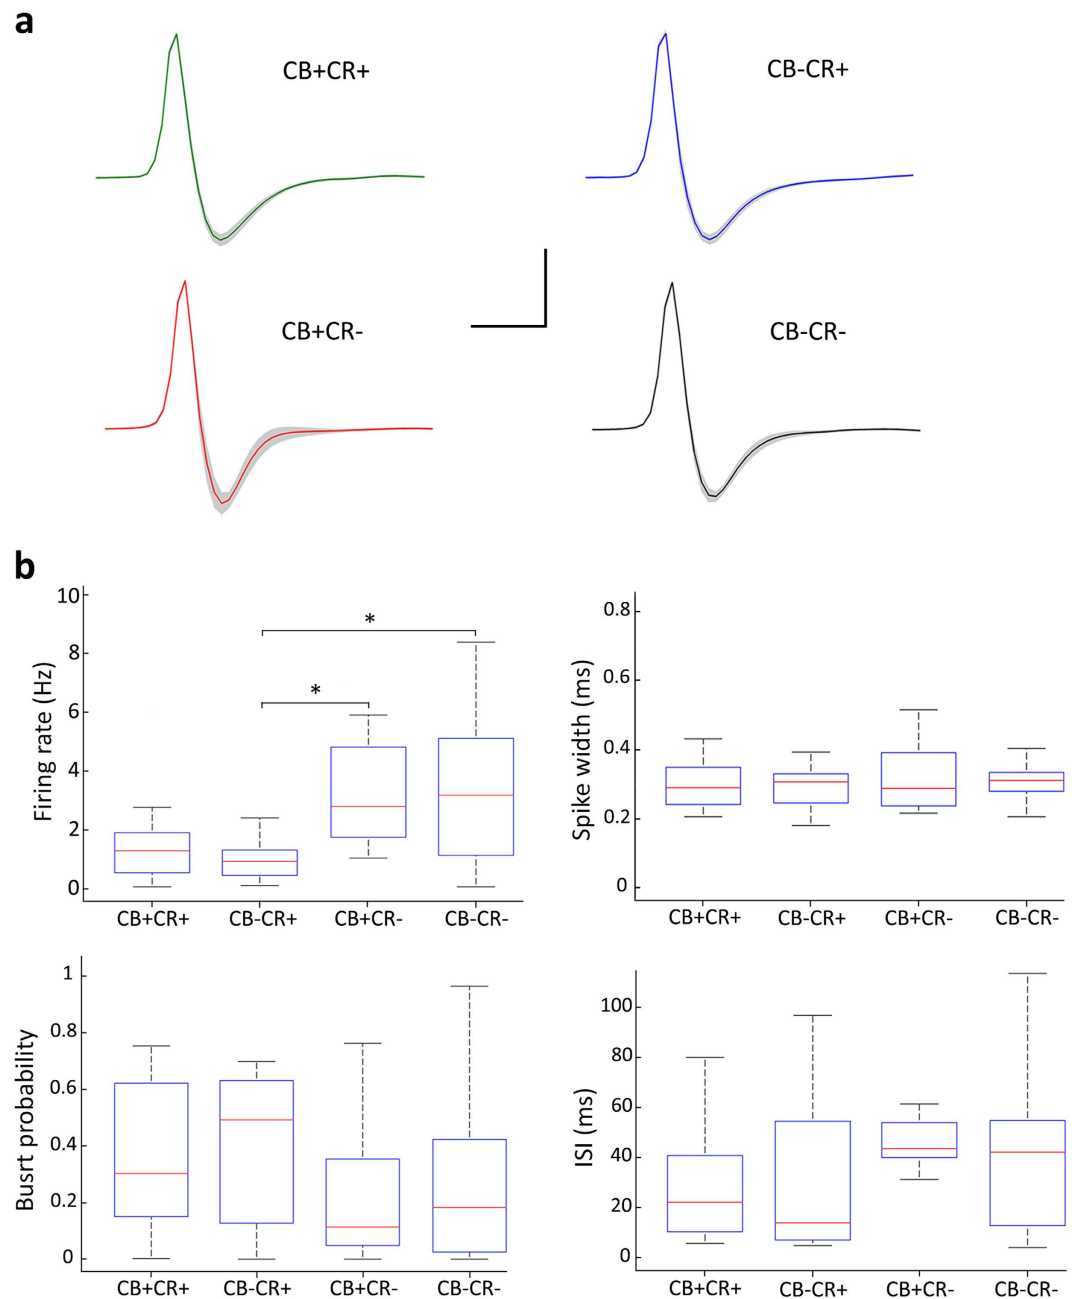 a
CB+CR+
CB-CR+
CB+CR-
CB-CR-
b
Firing rate (Hz)
10
8
6
4
2
0
*
*
CB+CR+ CB-CR+ CB+CR- CB-CR-
Spike width (ms)
0.8
0.6
0.4
0.2
0
CB+CR+ CB-CR+ CB+CR- CB-CR-
Busrt probability
1
0.8
0.6
0.4
0.2
0
CB+CR+ CB-CR+ CB+CR- CB-CR-
ISI (ms)
100
80
60
40
20
0
CB+CR+ CB-CR+ CB+CR- CB-CR-